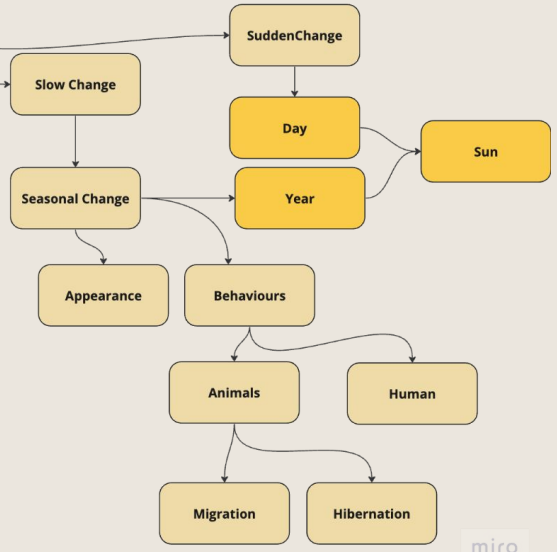 SuddenChange
Slow Change
Day
Sun
Seasonal Change
Year
Appearance
Behaviours
Animals
Human
Migration
Hibernation
miro